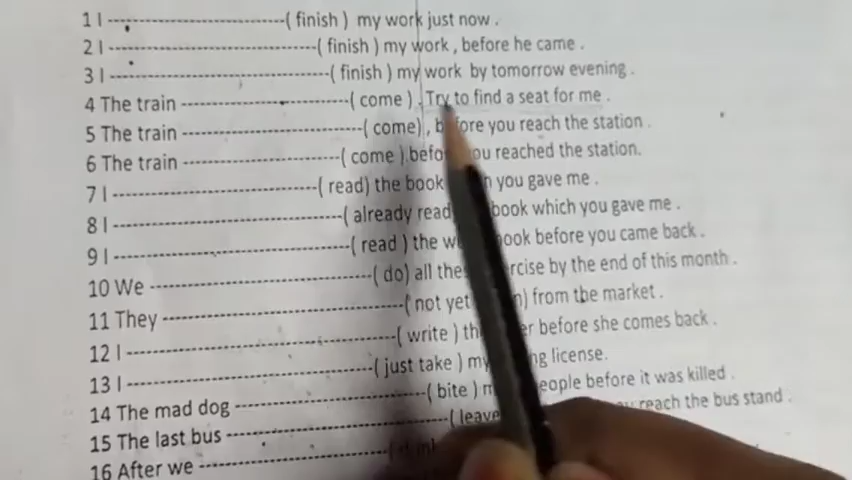 1 I ----------------------------( finish ) my work just now .
2 I ---------------------------------( finish ) my work , before he came .
3 I -----------------------------------( finish ) my work by tomorrow evening .
4 The train --------------------------( come ) . Try to find a seat for me .
5 The train ----------------------------( come) , before you reach the station .
6 The train -------------------------( come ) before you reached the station.
7 I --------------------------------( read) the book you gave me .
8 I ------------------------------------( already read book which you gave me .
9 I -------------------------------------( read ) the book before you came back .
10 We -----------------------------------( do) all exercise by the end of this month .
11 They --------------------------------------( not yet from the market .
12 I ------------------------------------------( write ) before she comes back .
13 I --------------------------------------( just take ) my license.
14 The mad dog ------------------------------( bite ) people before it was killed .
15 The last bus ----------------------------------( leave reach the bus stand .
16 After we -----------------------------